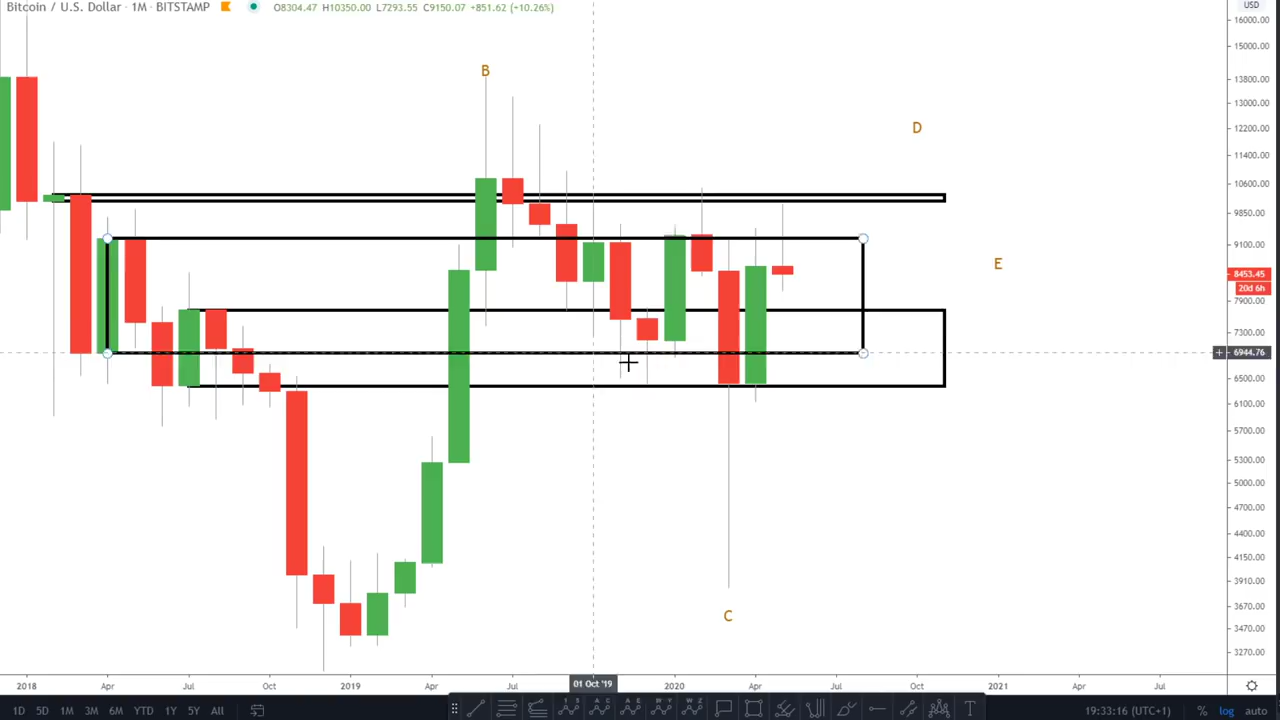 Bitcoin / U.S. Dollar · 1M · BITSTAMP O8304.47 H10350.00 L7293.55 C9150.07 +851.62 (+10.26%)
USD
16000.00
15000.00
B
13800.00
13000.00
D
12200.00
11400.00
10600.00
9850.00
9100.00
E
8453.45
20d 6h
7900.00
7300.00
+ 6944.76
6500.00
6100.00
5700.00
5300.00
5000.00
4700.00
4400.00
4150.00
3910.00
3670.00
C
3470.00
3270.00
2018 Apr Jul Oct 2019 Apr Jul 01 Oct '19 2020 Apr Jul Oct 2021 Apr Jul
1D 5D 1M 3M 6M YTD 1Y 5Y All 19:33:16 (UTC+1) % log auto